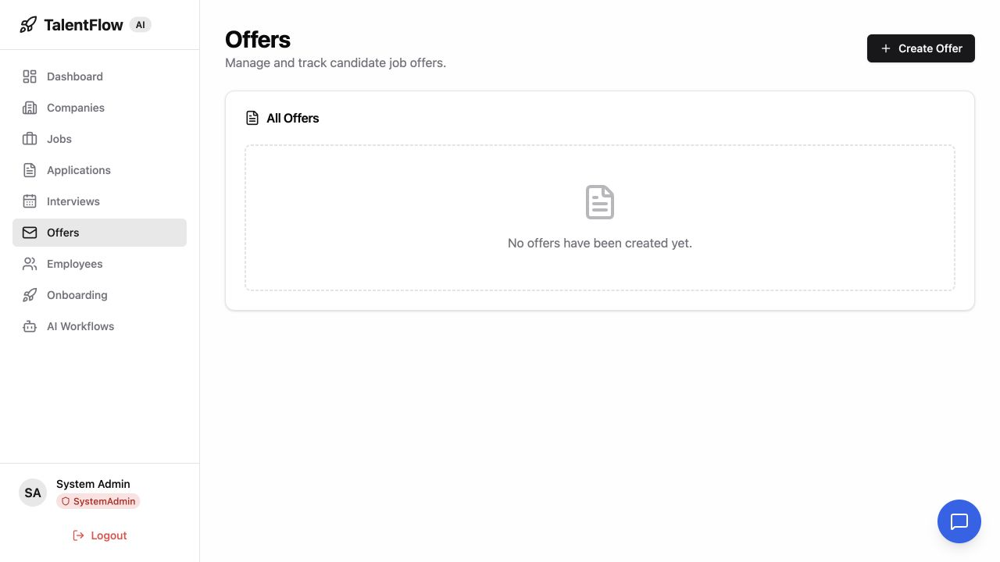 TalentFlow AI
Dashboard
Companies
Jobs
Applications
Interviews
Offers
Employees
Onboarding
AI Workflows
SA
System Admin
SystemAdmin
Logout
Offers
Manage and track candidate job offers.
Create Offer
All Offers
No offers have been created yet.